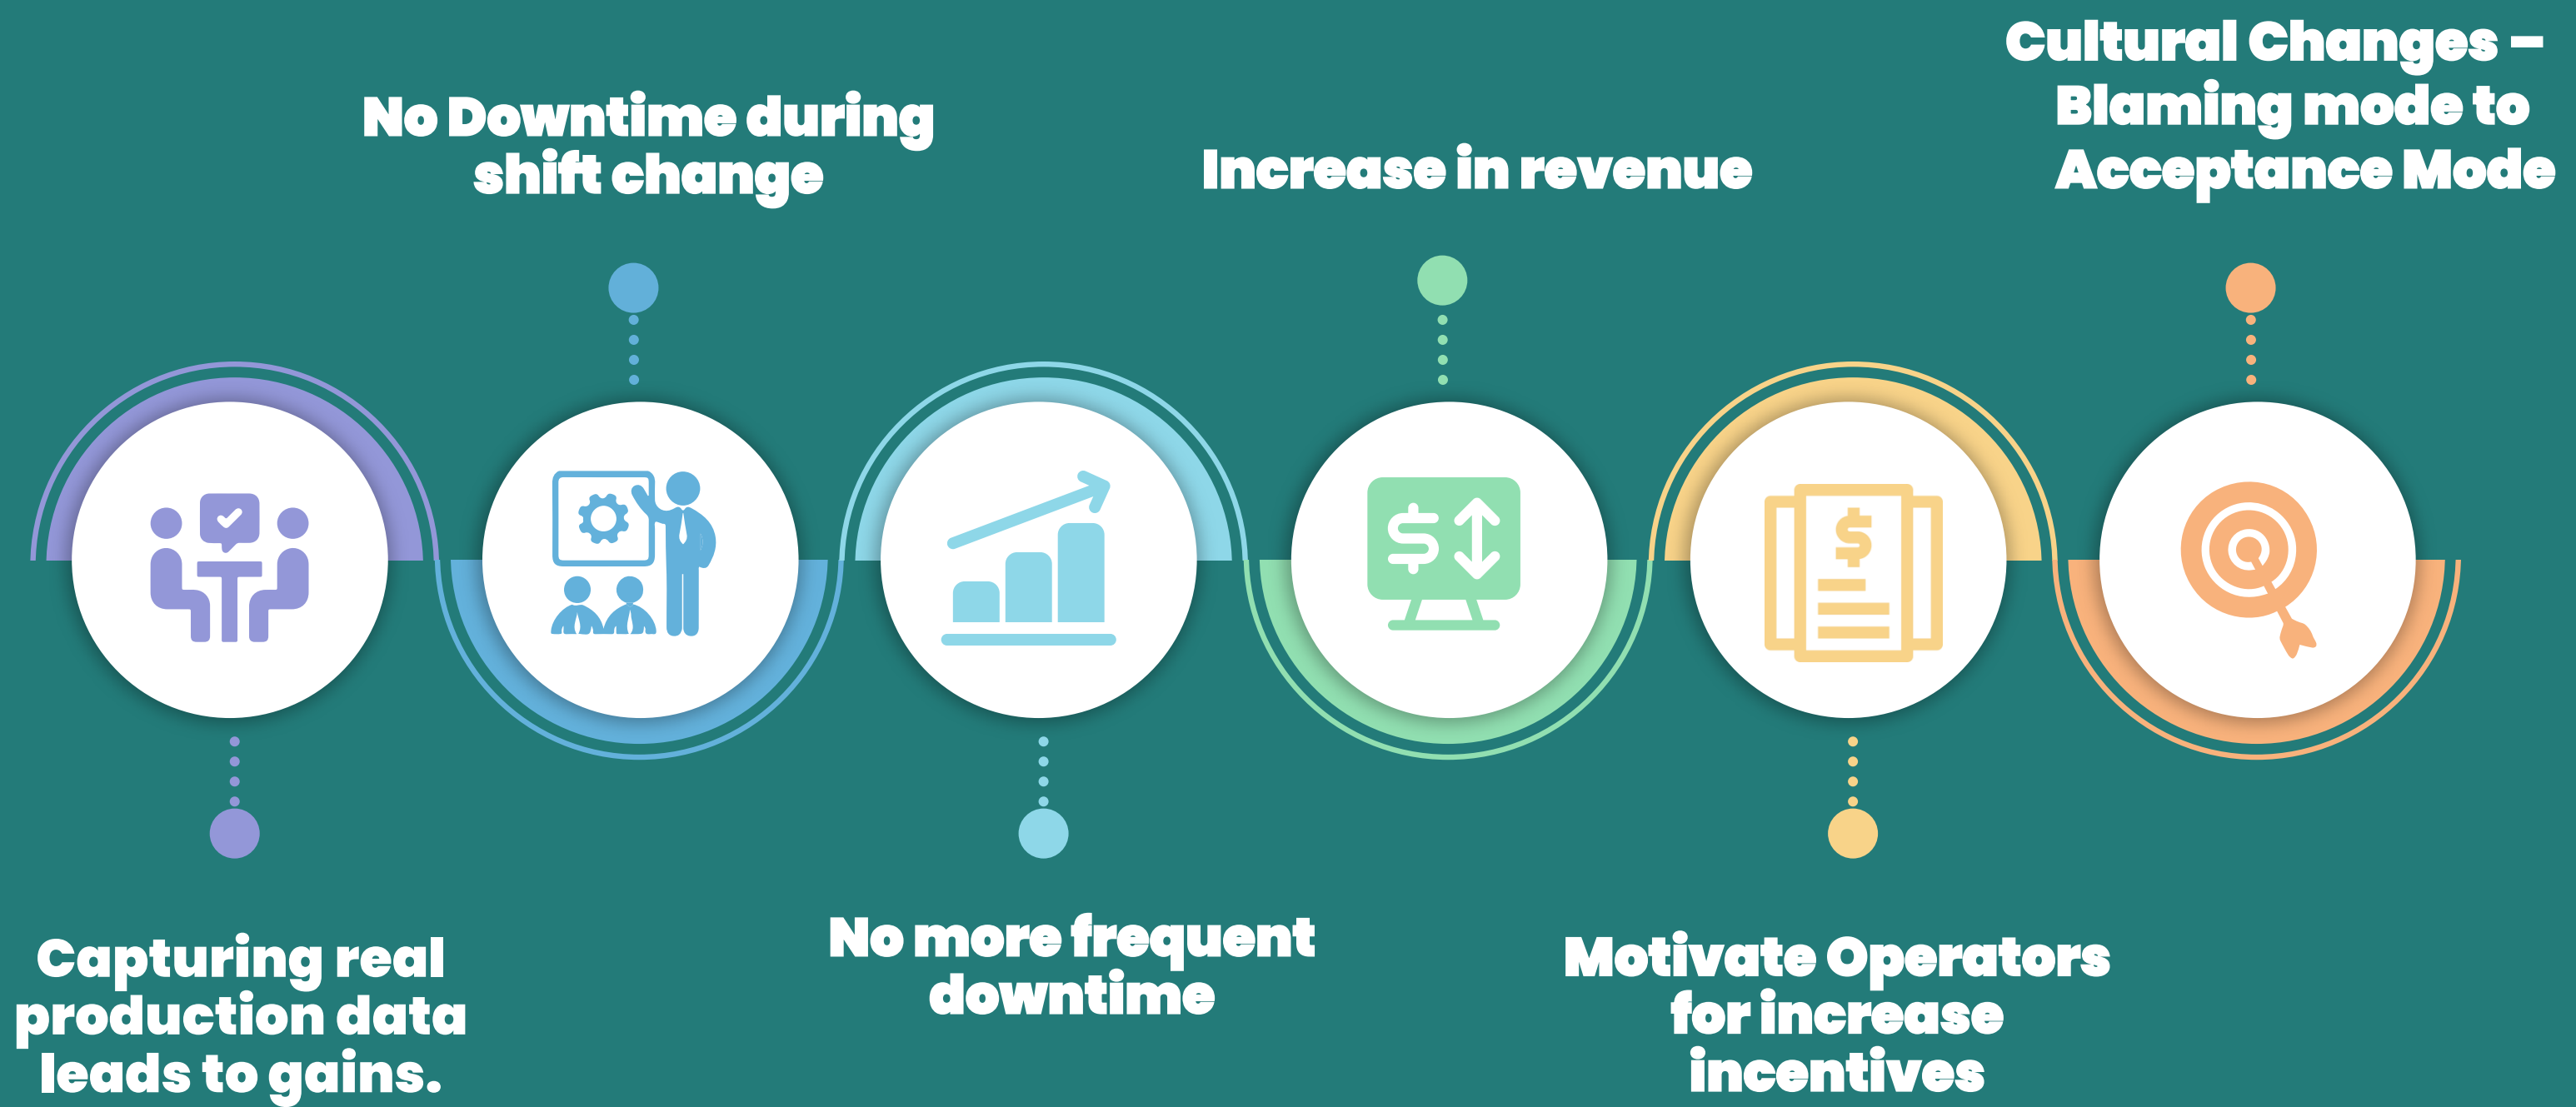 Capturing real
production data
leads to gains.
No Downtime during
shift change
No more frequent
downtime
Increase in revenue
Motivate Operators
for increase
incentives
Cultural Changes –
Blaming mode to
Acceptance Mode